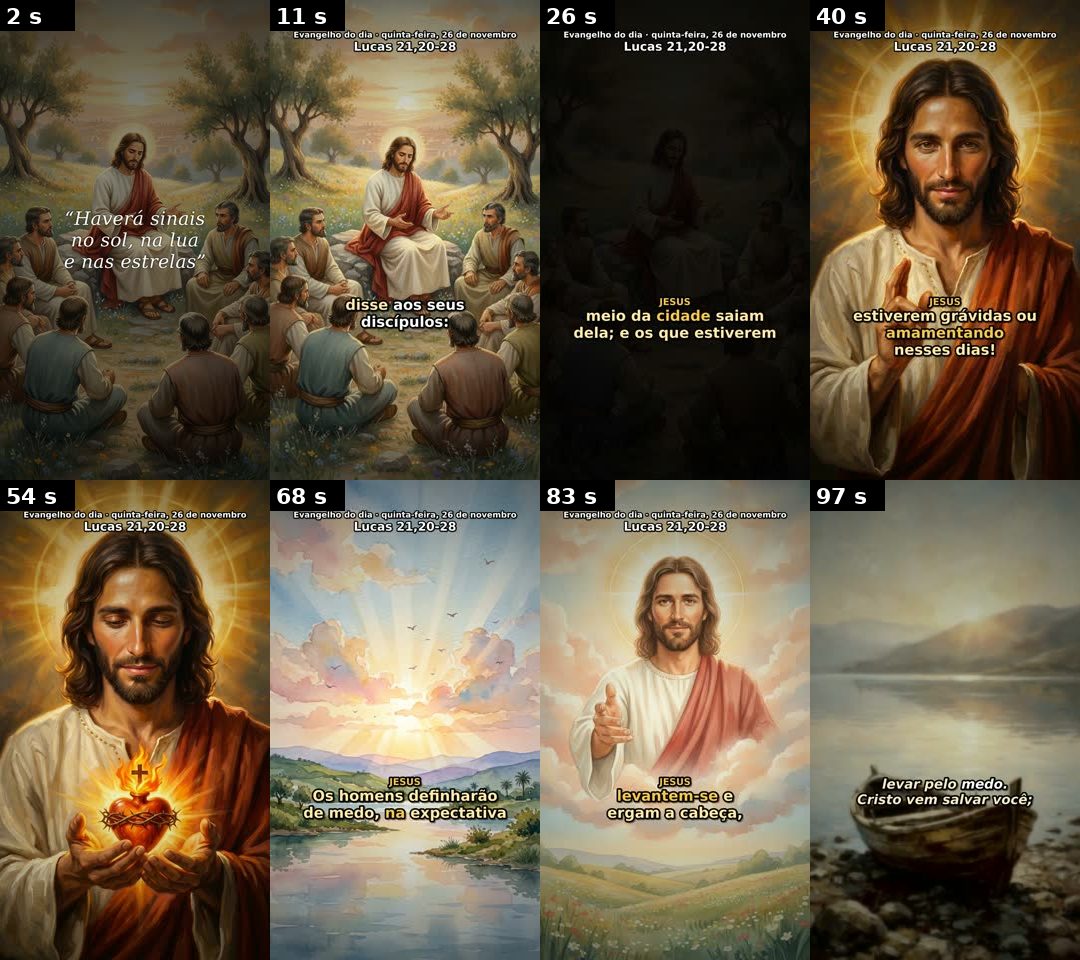 2 s
“Haverá sinais
no sol, na lua
e nas estrelas”
11 s
Evangelho do dia · quinta-feira, 26 de novembro
Lucas 21,20-28
disse aos seus
discípulos:
26 s
Evangelho do dia · quinta-feira, 26 de novembro
Lucas 21,20-28
JESUS
meio da cidade saiam
dela; e os que estiverem
40 s
Evangelho do dia · quinta-feira, 26 de novembro
Lucas 21,20-28
JESUS
estiverem grávidas ou
amamentando
nesses dias!
54 s
Evangelho do dia · quinta-feira, 26 de novembro
Lucas 21,20-28
68 s
Evangelho do dia · quinta-feira, 26 de novembro
Lucas 21,20-28
JESUS
Os homens definharão
de medo, na expectativa
83 s
Evangelho do dia · quinta-feira, 26 de novembro
Lucas 21,20-28
JESUS
levantem-se e
ergam a cabeça,
97 s
levar pelo medo.
Cristo vem salvar você;